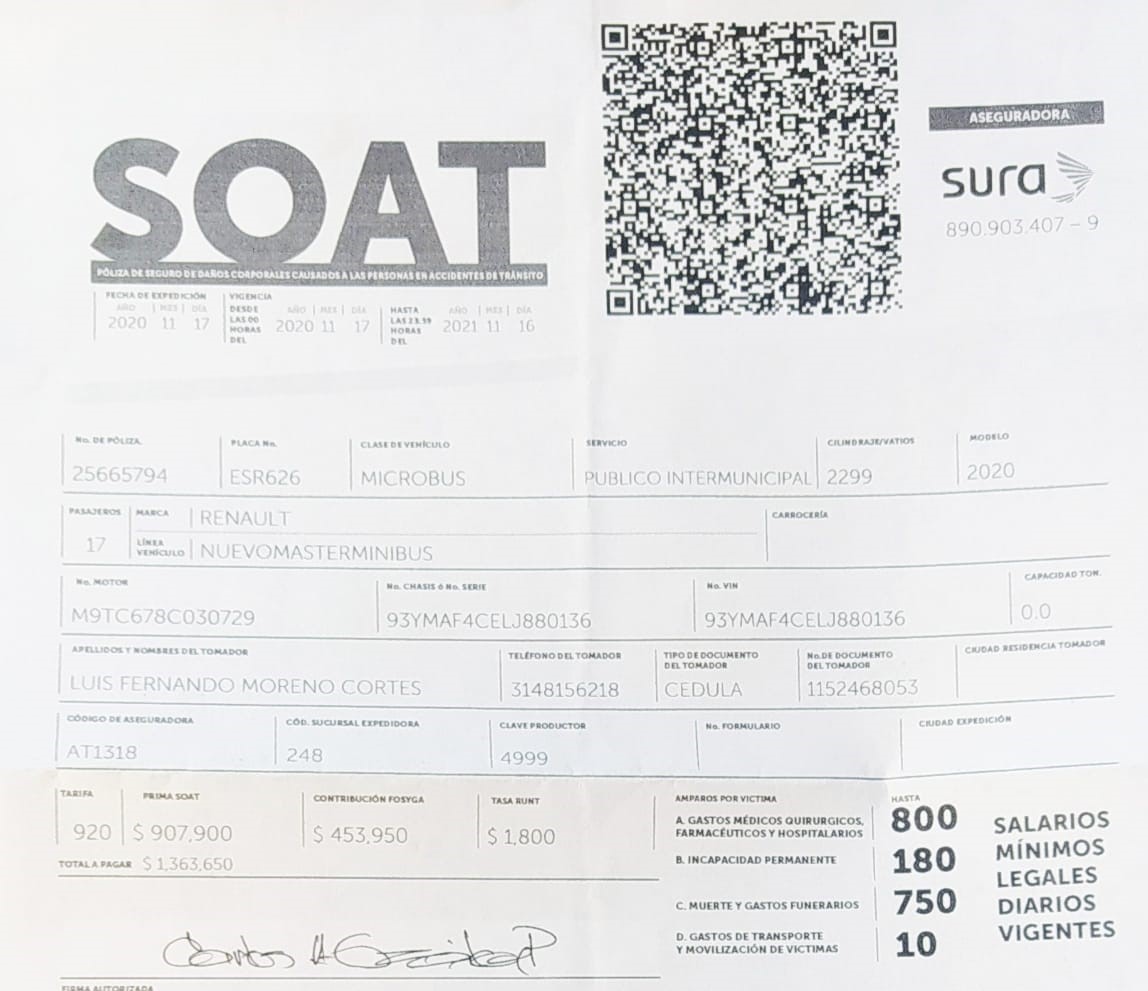 SOAT
PÓLIZA DE SEGURO DE DAÑOS CORPORALES CAUSADOS A LAS PERSONAS EN ACCIDENTES DE TRÁNSITO
ASEGURADORA
sura
890.903.407 – 9
FECHA DE EXPEDICIÓN
AÑO | MES | DÍA
2020 11 17
VIGENCIA
DESDE LAS 00 HORAS DEL
AÑO | MES | DÍA
2020 11 17
HASTA LAS 23.59 HORAS DEL
AÑO | MES | DÍA
2021 11 16
No. DE PÓLIZA. PLACA No. CLASE DE VEHÍCULO SERVICIO CILINDRAJE/VATIOS MODELO
25665794 ESR626 MICROBUS PUBLICO INTERMUNICIPAL 2299 2020
PASAJEROS MARCA RENAULT CARROCERÍA
17 LÍNEA VEHÍCULO NUEVOMASTERMINIBUS
No. MOTOR No. CHASIS ó No. SERIE No. VIN CAPACIDAD TON.
M9TC678C030729 93YMAF4CELJ880136 93YMAF4CELJ880136 0.0
APELLIDOS Y NOMBRES DEL TOMADOR TELÉFONO DEL TOMADOR TIPO DE DOCUMENTO DEL TOMADOR No. DE DOCUMENTO DEL TOMADOR CIUDAD RESIDENCIA TOMADOR
LUIS FERNANDO MORENO CORTES 3148156218 CEDULA 1152468053
CÓDIGO DE ASEGURADORA CÓD. SUCURSAL EXPEDIDORA CLAVE PRODUCTOR No. FORMULARIO CIUDAD EXPEDICIÓN
AT1318 248 4999
TARIFA PRIMA SOAT CONTRIBUCIÓN FOSYGA TASA RUNT
920 $ 907,900 $ 453,950 $ 1,800
TOTAL A PAGAR $ 1,363,650
AMPAROS POR VICTIMA HASTA
A. GASTOS MÉDICOS QUIRURGICOS, FARMACÉUTICOS Y HOSPITALARIOS 800
B. INCAPACIDAD PERMANENTE 180
C. MUERTE Y GASTOS FUNERARIOS 750
D. GASTOS DE TRANSPORTE Y MOVILIZACIÓN DE VICTIMAS 10
SALARIOS
MÍNIMOS
LEGALES
DIARIOS
VIGENTES
FIRMA AUTORIZADA